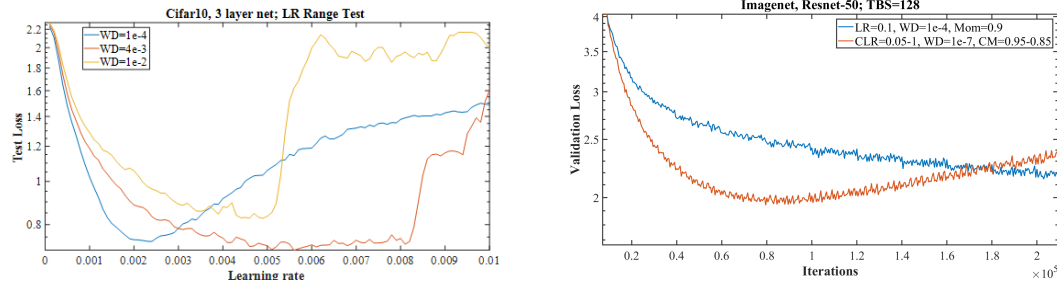 Cifar10, 3 layer net; LR Range Test
2.2
2
1.8
1.6
1.4
1.2
1
0.8
Test Loss
WD=1e-4
WD=4e-3
WD=1e-2
0 0.001 0.002 0.003 0.004 0.005 0.006 0.007 0.008 0.009 0.01
Learning rate
Imagenet, Resnet-50; TBS=128
4
3.5
3
2.5
2
Validation Loss
LR=0.1, WD=1e-4, Mom=0.9
CLR=0.05-1, WD=1e-7, CM=0.95-0.85
0.2 0.4 0.6 0.8 1 1.2 1.4 1.6 1.8 2
Iterations
×10⁵